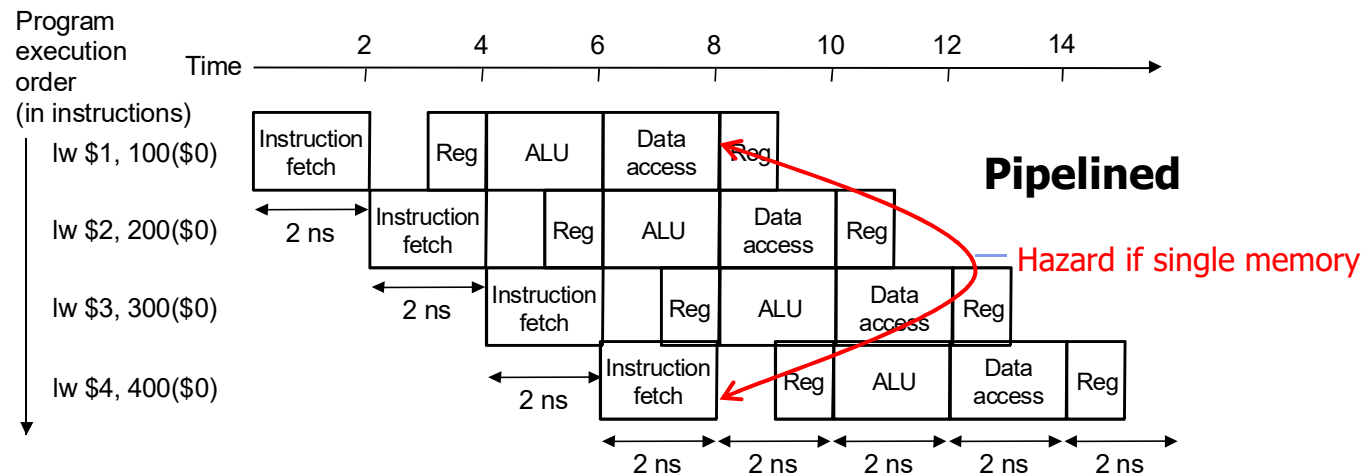 Program
execution
order
(in instructions)
Time
2 4 6 8 10 12 14
lw $1, 100($0)
Instruction
fetch
Reg
ALU
Data
access
Reg
Pipelined
2 ns
lw $2, 200($0)
Instruction
fetch
Reg
ALU
Data
access
Reg
Hazard if single memory
2 ns
lw $3, 300($0)
Instruction
fetch
Reg
ALU
Data
access
Reg
2 ns
lw $4, 400($0)
Instruction
fetch
Reg
ALU
Data
access
Reg
2 ns 2 ns 2 ns 2 ns 2 ns